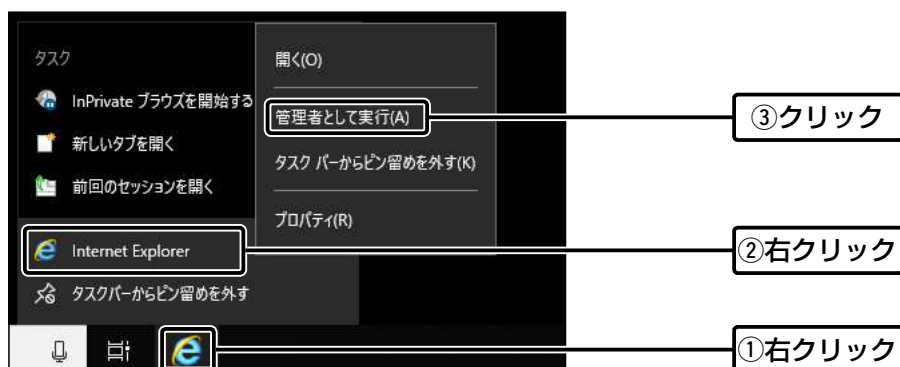 タスク
InPrivate ブラウズを開始する
新しいタブを開く
前回のセッションを開く
Internet Explorer
タスクバーからピン留めを外す
開く(O)
管理者として実行(A)
タスク バーからピン留めを外す(K)
プロパティ(R)
③クリック
②右クリック
①右クリック